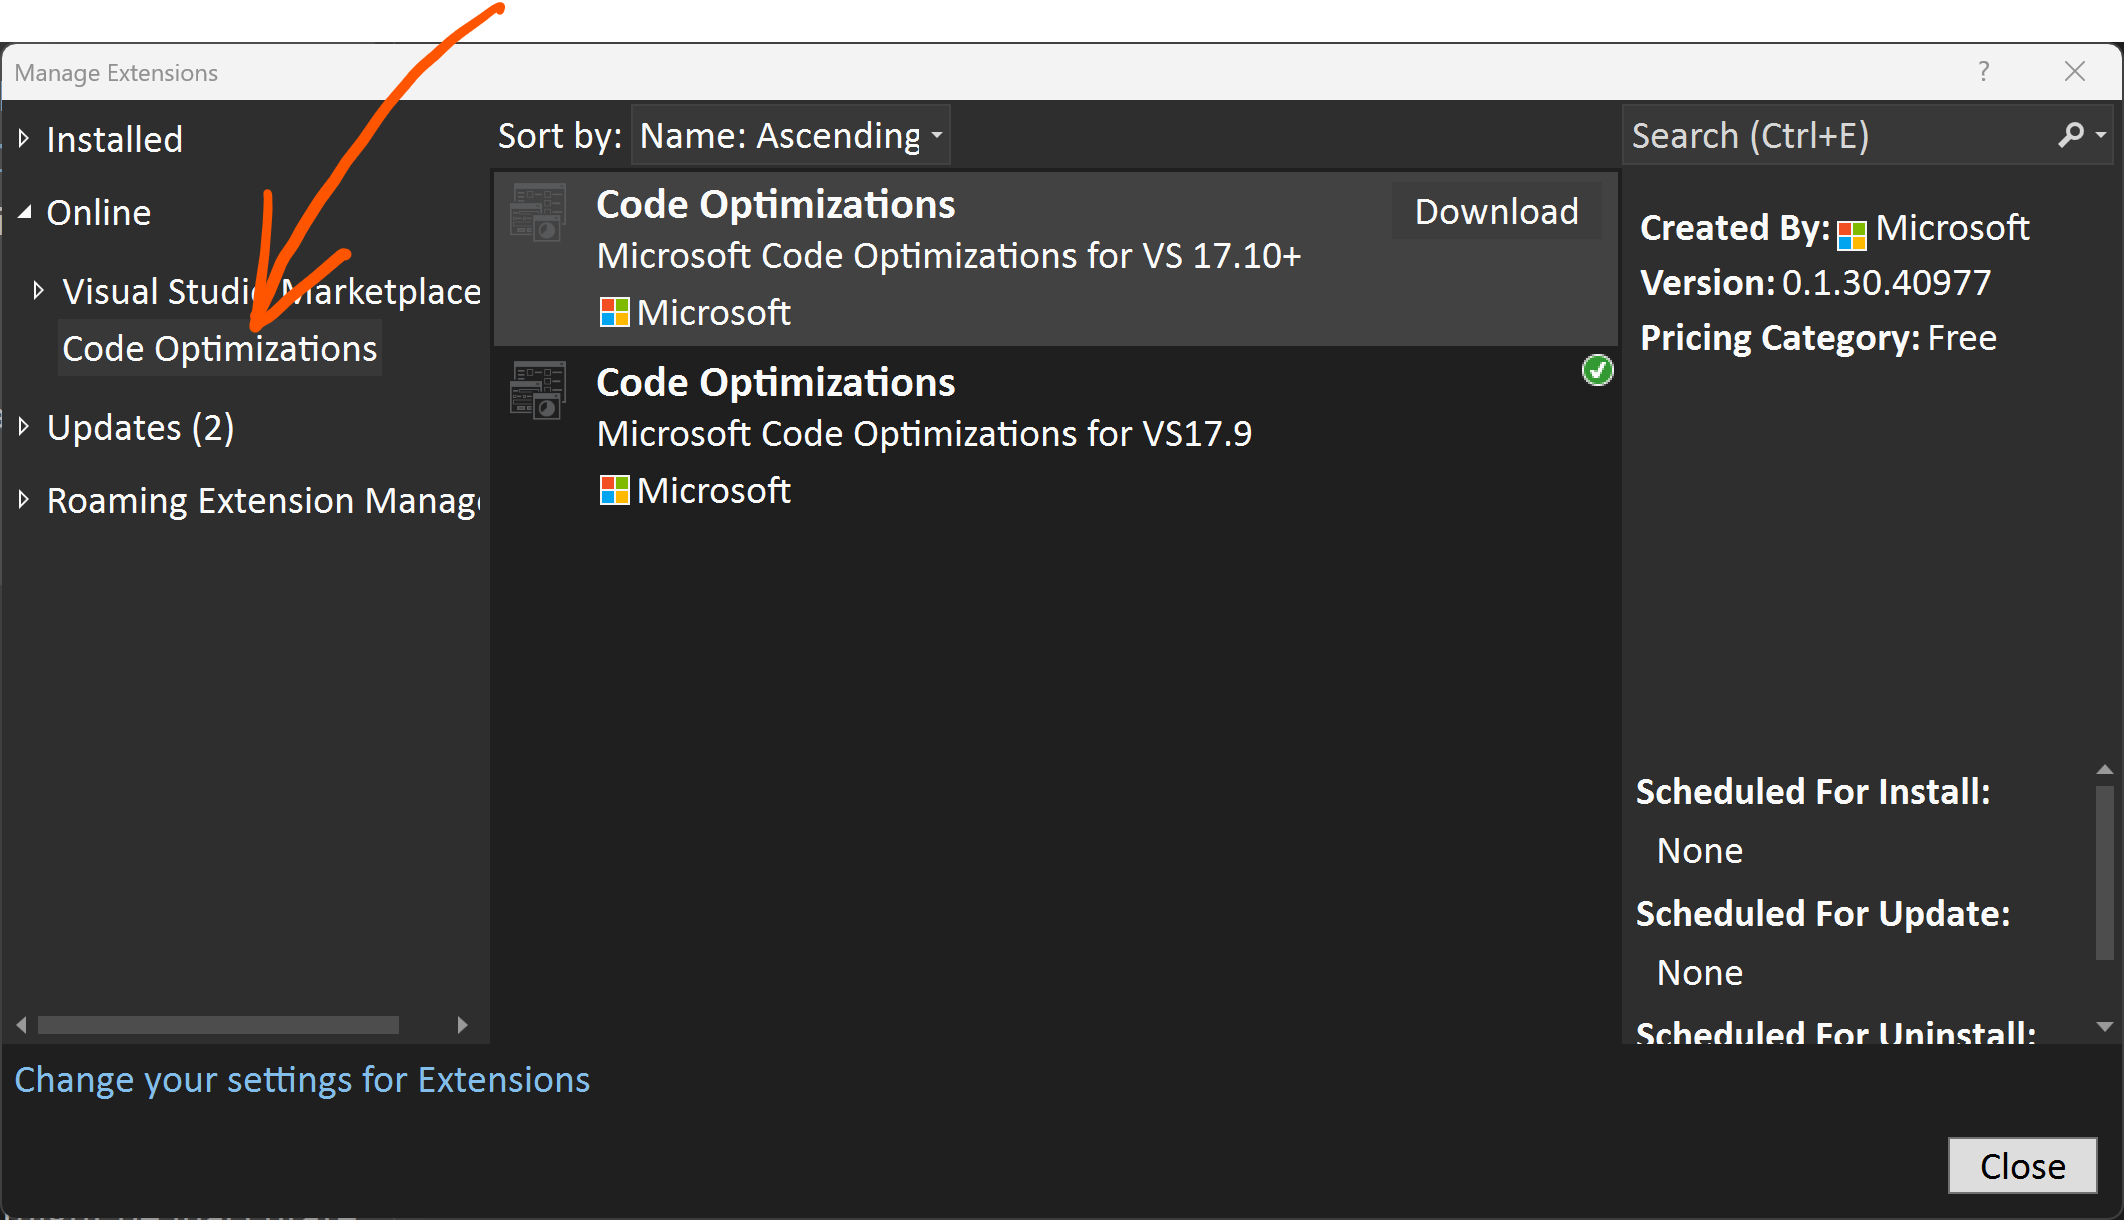 Manage Extensions
?
Installed
Online
Visual Studio Marketplace
Code Optimizations
Updates (2)
Roaming Extension Manag
Sort by: Name: Ascending
Code Optimizations
Download
Microsoft Code Optimizations for VS 17.10+
Microsoft
Code Optimizations
Microsoft Code Optimizations for VS17.9
Microsoft
Search (Ctrl+E)
Created By: Microsoft
Version: 0.1.30.40977
Pricing Category: Free
Scheduled For Install:
None
Scheduled For Update:
None
Scheduled For Uninstall:
Change your settings for Extensions
Close